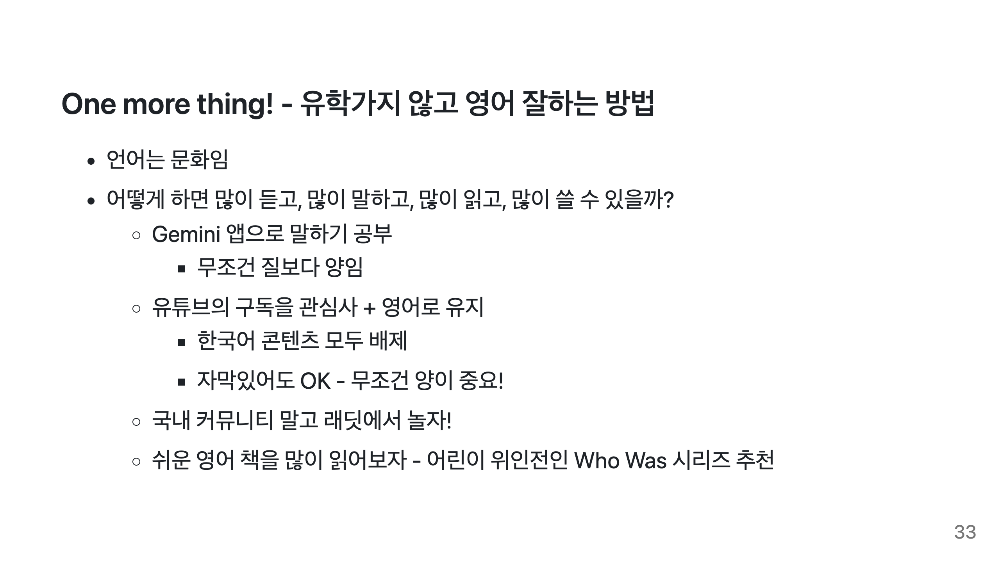 One more thing! - 유학가지 않고 영어 잘하는 방법
언어는 문화임
어떻게 하면 많이 듣고, 많이 말하고, 많이 읽고, 많이 쓸 수 있을까?
Gemini 앱으로 말하기 공부
무조건 질보다 양임
유튜브의 구독을 관심사 + 영어로 유지
한국어 콘텐츠 모두 배제
자막있어도 OK - 무조건 양이 중요!
국내 커뮤니티 말고 래딧에서 놀자!
쉬운 영어 책을 많이 읽어보자 - 어린이 위인전인 Who Was 시리즈 추천
33